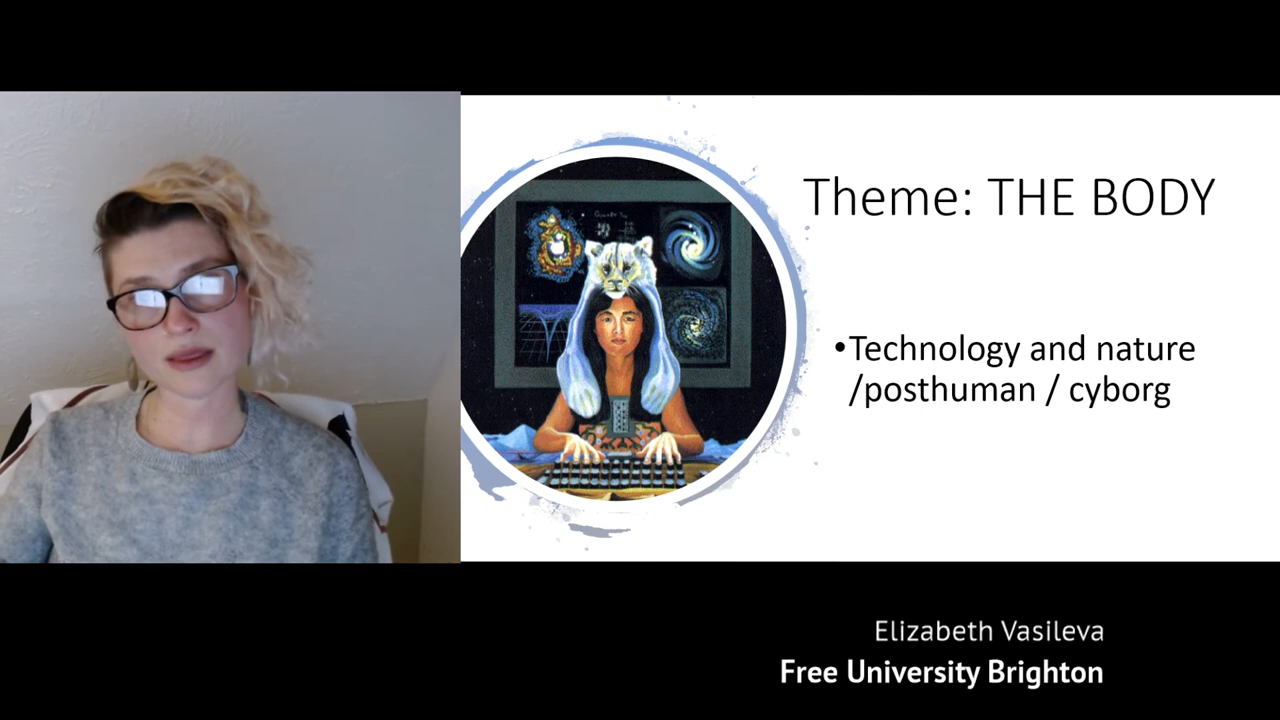 Theme: THE BODY
•Technology and nature
/posthuman / cyborg
Elizabeth Vasileva
Free University Brighton